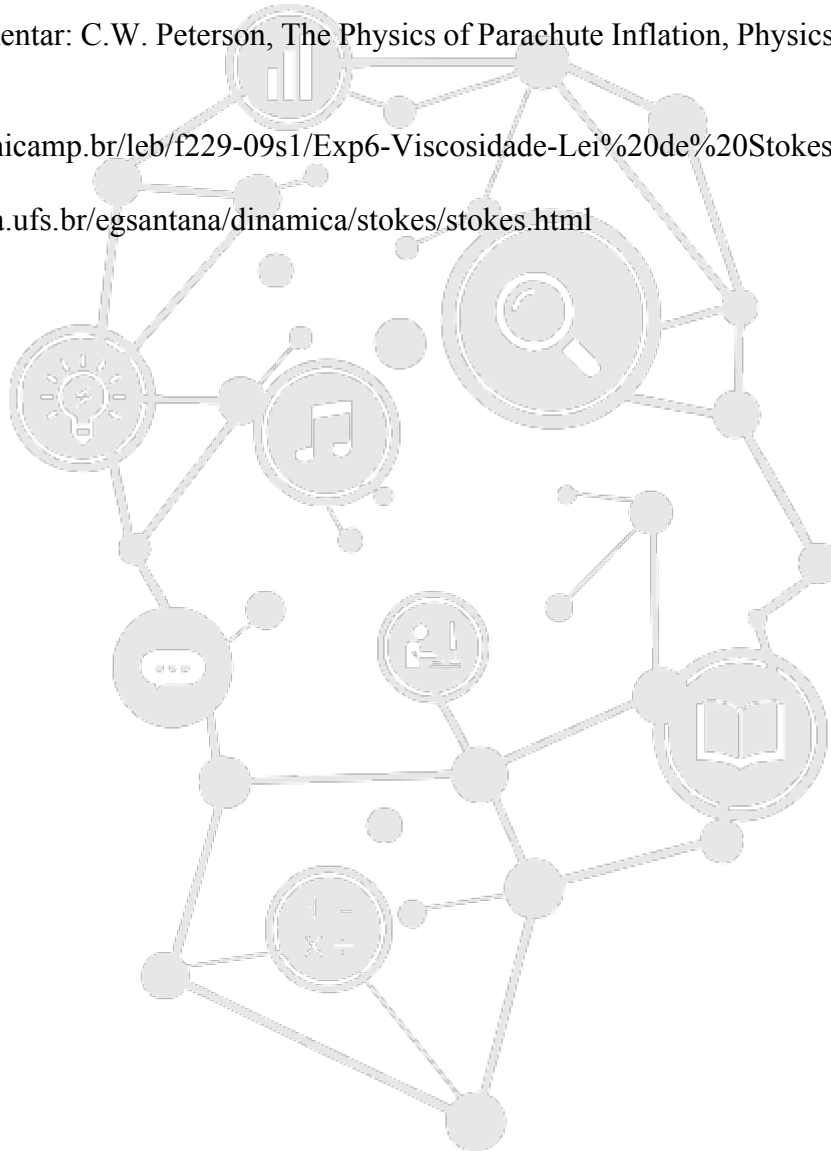 entar: C.W. Peterson, The Physics of Parachute Inflation, Physics
nicamp.br/leb/f229-09s1/Exp6-Viscosidade-Lei%20de%20Stokes
a.ufs.br/egsantana/dinamica/stokes/stokes.html